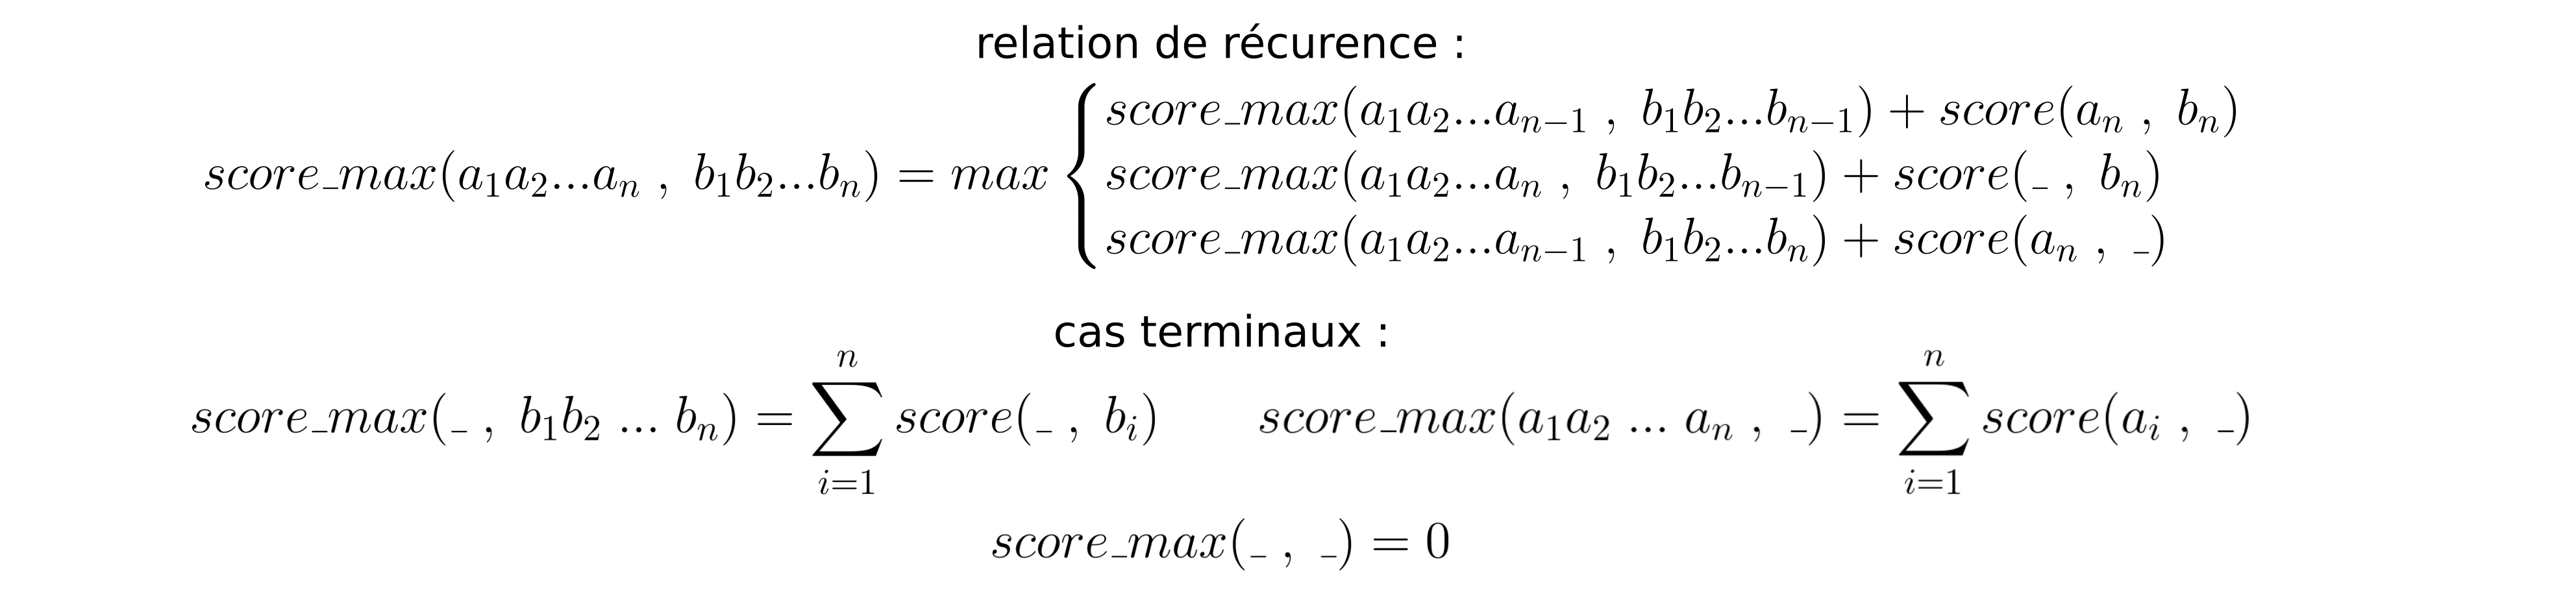 relation de récurence :
score_max(a₁a₂...aₙ , b₁b₂...bₙ) = max { score_max(a₁a₂...aₙ₋₁ , b₁b₂...bₙ₋₁) + score(aₙ , bₙ)
score_max(a₁a₂...aₙ , b₁b₂...bₙ₋₁) + score(_ , bₙ)
score_max(a₁a₂...aₙ₋₁ , b₁b₂...bₙ) + score(aₙ , _)
cas terminaux :
score_max(_ , b₁b₂ ... bₙ) = ∑ᵢ₌₁ⁿ score(_ , bᵢ) score_max(a₁a₂ ... aₙ , _) = ∑ᵢ₌₁ⁿ score(aᵢ , _)
score_max(_ , _) = 0